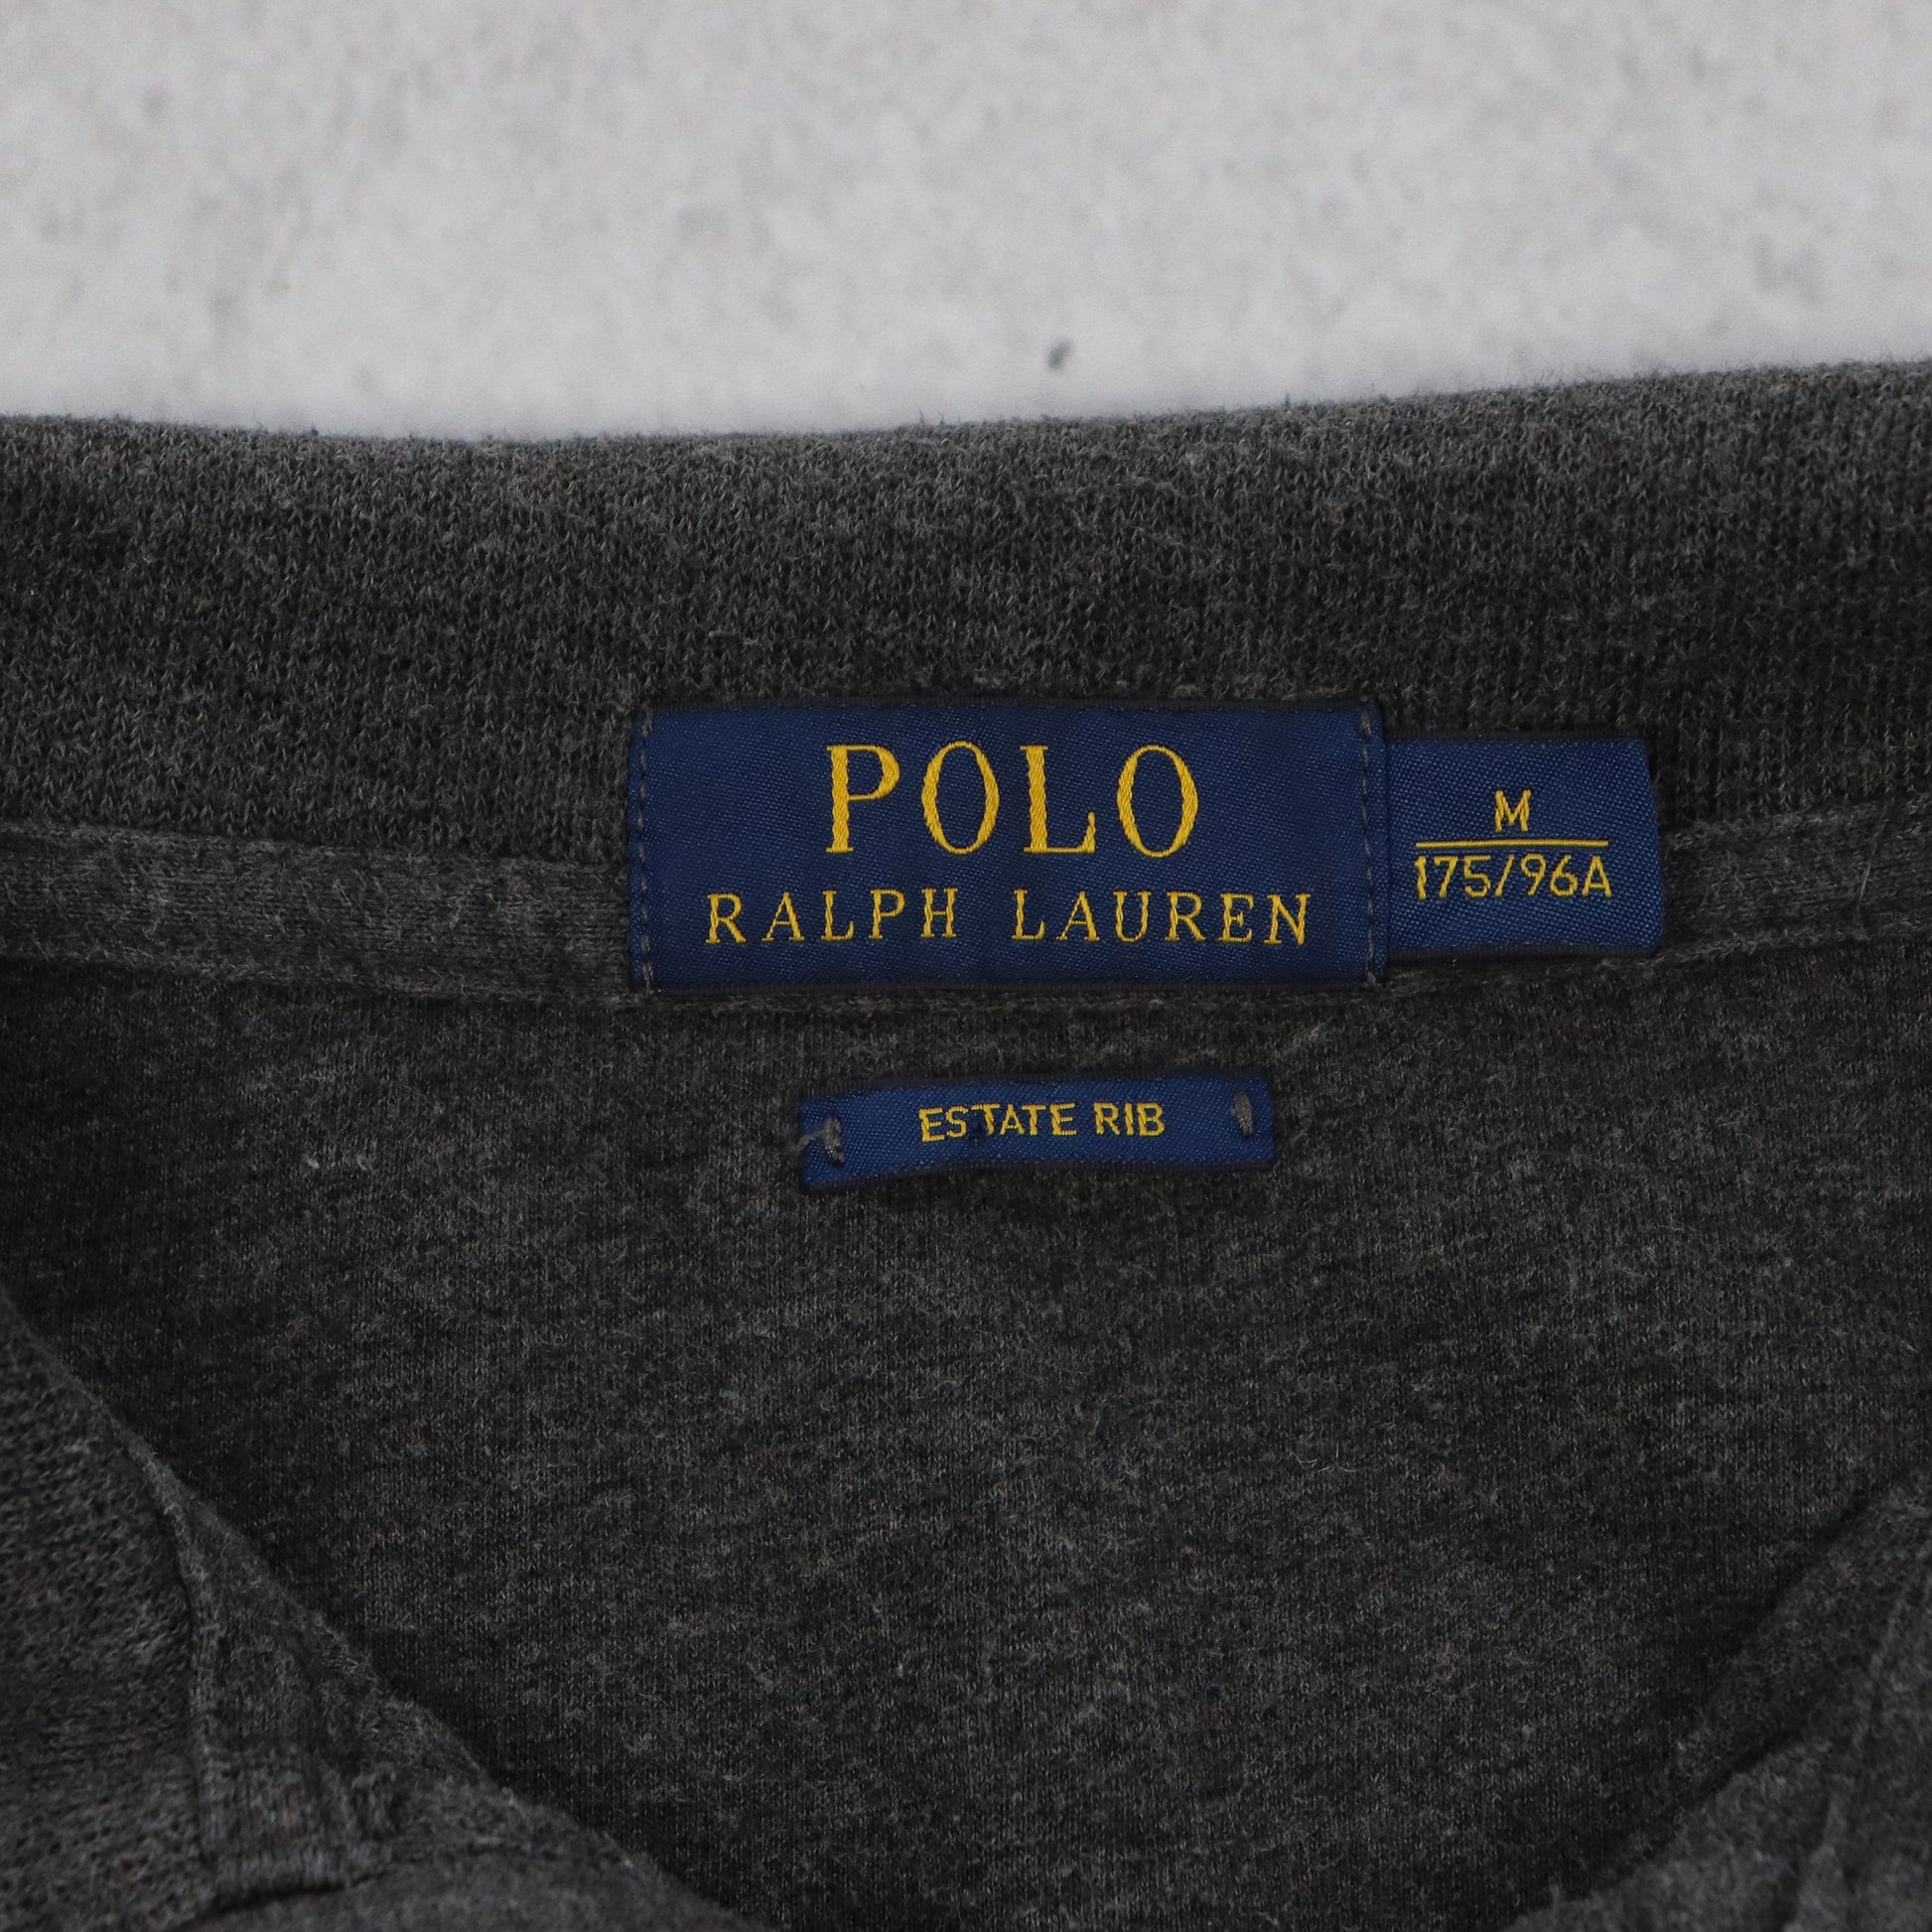 POLO
RALPH LAUREN
M
175/96A
ESTATE RIB